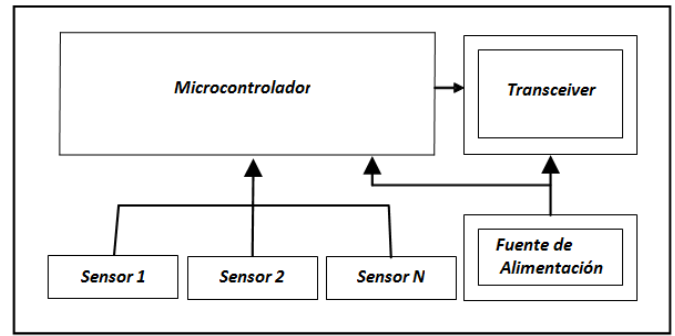 Microcontrolador
Transceiver
Sensor 1
Sensor 2
Sensor N
Fuente de
Alimentación